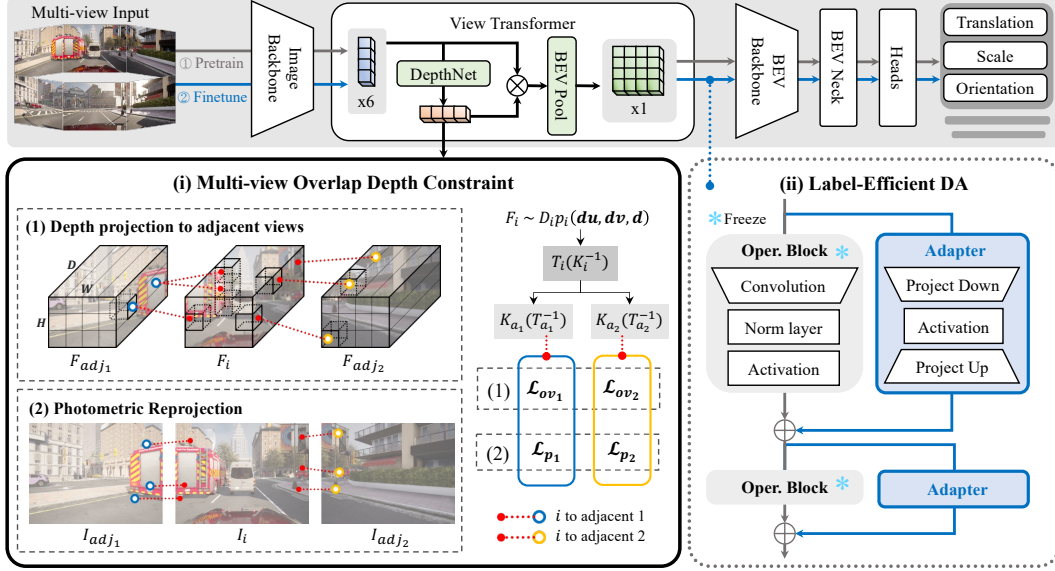 Multi-view Input
① Pretrain
② Finetune
Image Backbone
View Transformer
x6
DepthNet
BEV Pool
x1
BEV Backbone
BEV Neck
Heads
Translation
Scale
Orientation
(i) Multi-view Overlap Depth Constraint
(1) Depth projection to adjacent views
D
W
H
F_{adj_1}
F_i
F_{adj_2}
(2) Photometric Reprojection
I_{adj_1}
I_i
I_{adj_2}
F_i ~ D_i p_i(du, dv, d)
T_i(K_i^{-1})
K_{a_1}(T_{a_1}^{-1})
K_{a_2}(T_{a_2}^{-1})
(1) ℒ_{ov_1} ℒ_{ov_2}
(2) ℒ_{p_1} ℒ_{p_2}
i to adjacent 1
i to adjacent 2
(ii) Label-Efficient DA
Freeze
Oper. Block
Convolution
Norm layer
Activation
Adapter
Project Down
Activation
Project Up
Oper. Block
Adapter